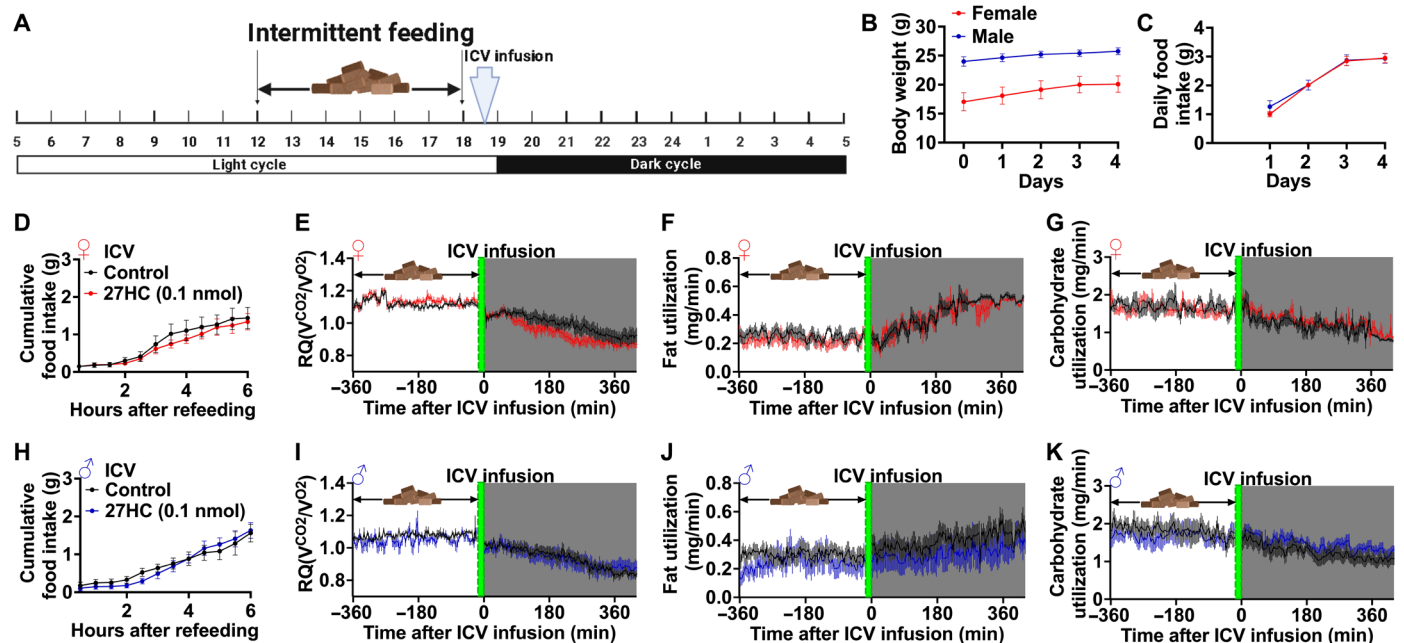 A
Intermittent feeding
ICV infusion
5 6 7 8 9 10 11 12 13 14 15 16 17 18 19 20 21 22 23 24 1 2 3 4 5
Light cycle Dark cycle
B
Female
Male
Body weight (g)
30
25
20
15
10
0 1 2 3 4
Days
C
Daily food
intake (g)
4
3
2
1
0
1 2 3 4
Days
D
♀ ICV
Control
27HC (0.1 nmol)
Cumulative
food intake (g)
3
2
1
0
2 4 6
Hours after refeeding
E
♀ ICV infusion
RQ(VCO2/VO2)
1.4
1.2
1.0
0.8
−360 −180 0 180 360
Time after ICV infusion (min)
F
♀ ICV infusion
Fat utilization
(mg/min)
0.8
0.6
0.4
0.2
0.0
−360 −180 0 180 360
Time after ICV infusion (min)
G
♀ ICV infusion
Carbohydrate
utilization (mg/min)
3
2
1
0
−360 −180 0 180 360
Time after ICV infusion (min)
H
♂ ICV
Control
27HC (0.1 nmol)
Cumulative
food intake (g)
3
2
1
0
2 4 6
Hours after refeeding
I
♂ ICV infusion
RQ(VCO2/VO2)
1.4
1.2
1.0
0.8
−360 −180 0 180 360
Time after ICV infusion (min)
J
♂ ICV infusion
Fat utilization
(mg/min)
0.8
0.6
0.4
0.2
0.0
−360 −180 0 180 360
Time after ICV infusion (min)
K
♂ ICV infusion
Carbohydrate
utilization (mg/min)
3
2
1
0
−360 −180 0 180 360
Time after ICV infusion (min)